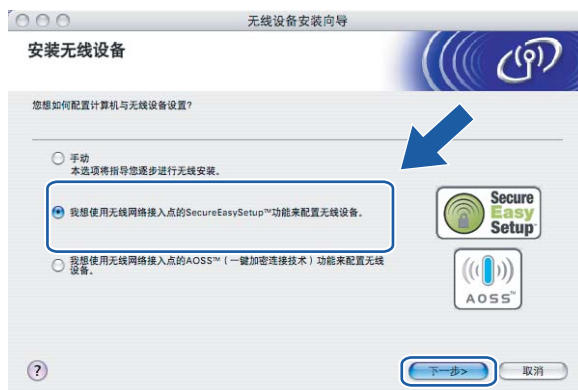 无线设备安装向导
安装无线设备
您想如何配置计算机与无线设备设置?
手动
本选项将指导您逐步进行无线安装。
我想使用无线网络接入点的SecureEasySetup™功能来配置无线设备。
Secure
Easy
Setup™
我想使用无线网络接入点的AOSS™(一键加密连接技术)功能来配置无线
设备。
AOSS™
?
下一步>
取消